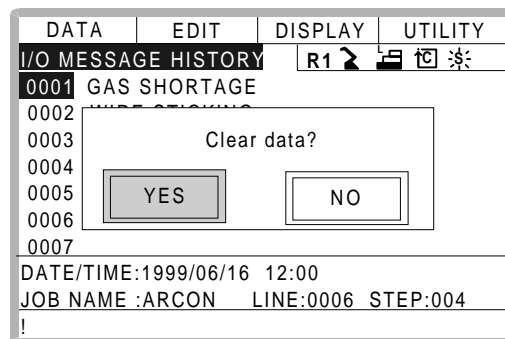 DATA EDIT DISPLAY UTILITY
I/O MESSAGE HISTORY R1 C S
0001 GAS SHORTAGE
0002
0003
Clear data?
0004
0005
YES NO
0006
0007
DATE/TIME:1999/06/16 12:00
JOB NAME :ARCON LINE:0006 STEP:004
!